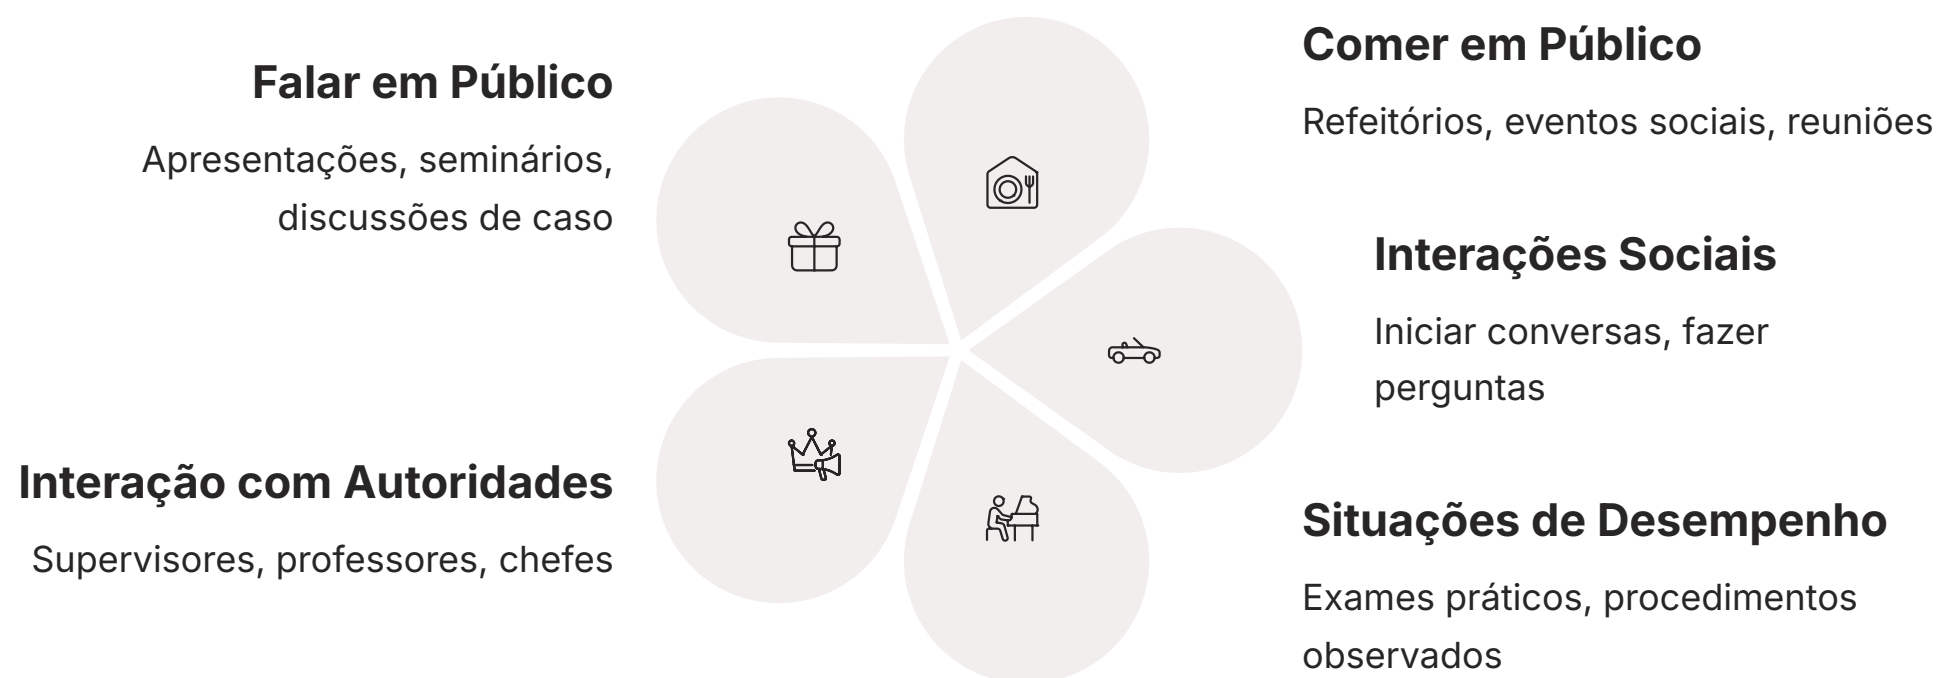 Falar em Público
Apresentações, seminários,
discussões de caso
Comer em Público
Refeitórios, eventos sociais, reuniões
Interações Sociais
Iniciar conversas, fazer
perguntas
Interação com Autoridades
Supervisores, professores, chefes
Situações de Desempenho
Exames práticos, procedimentos
observados